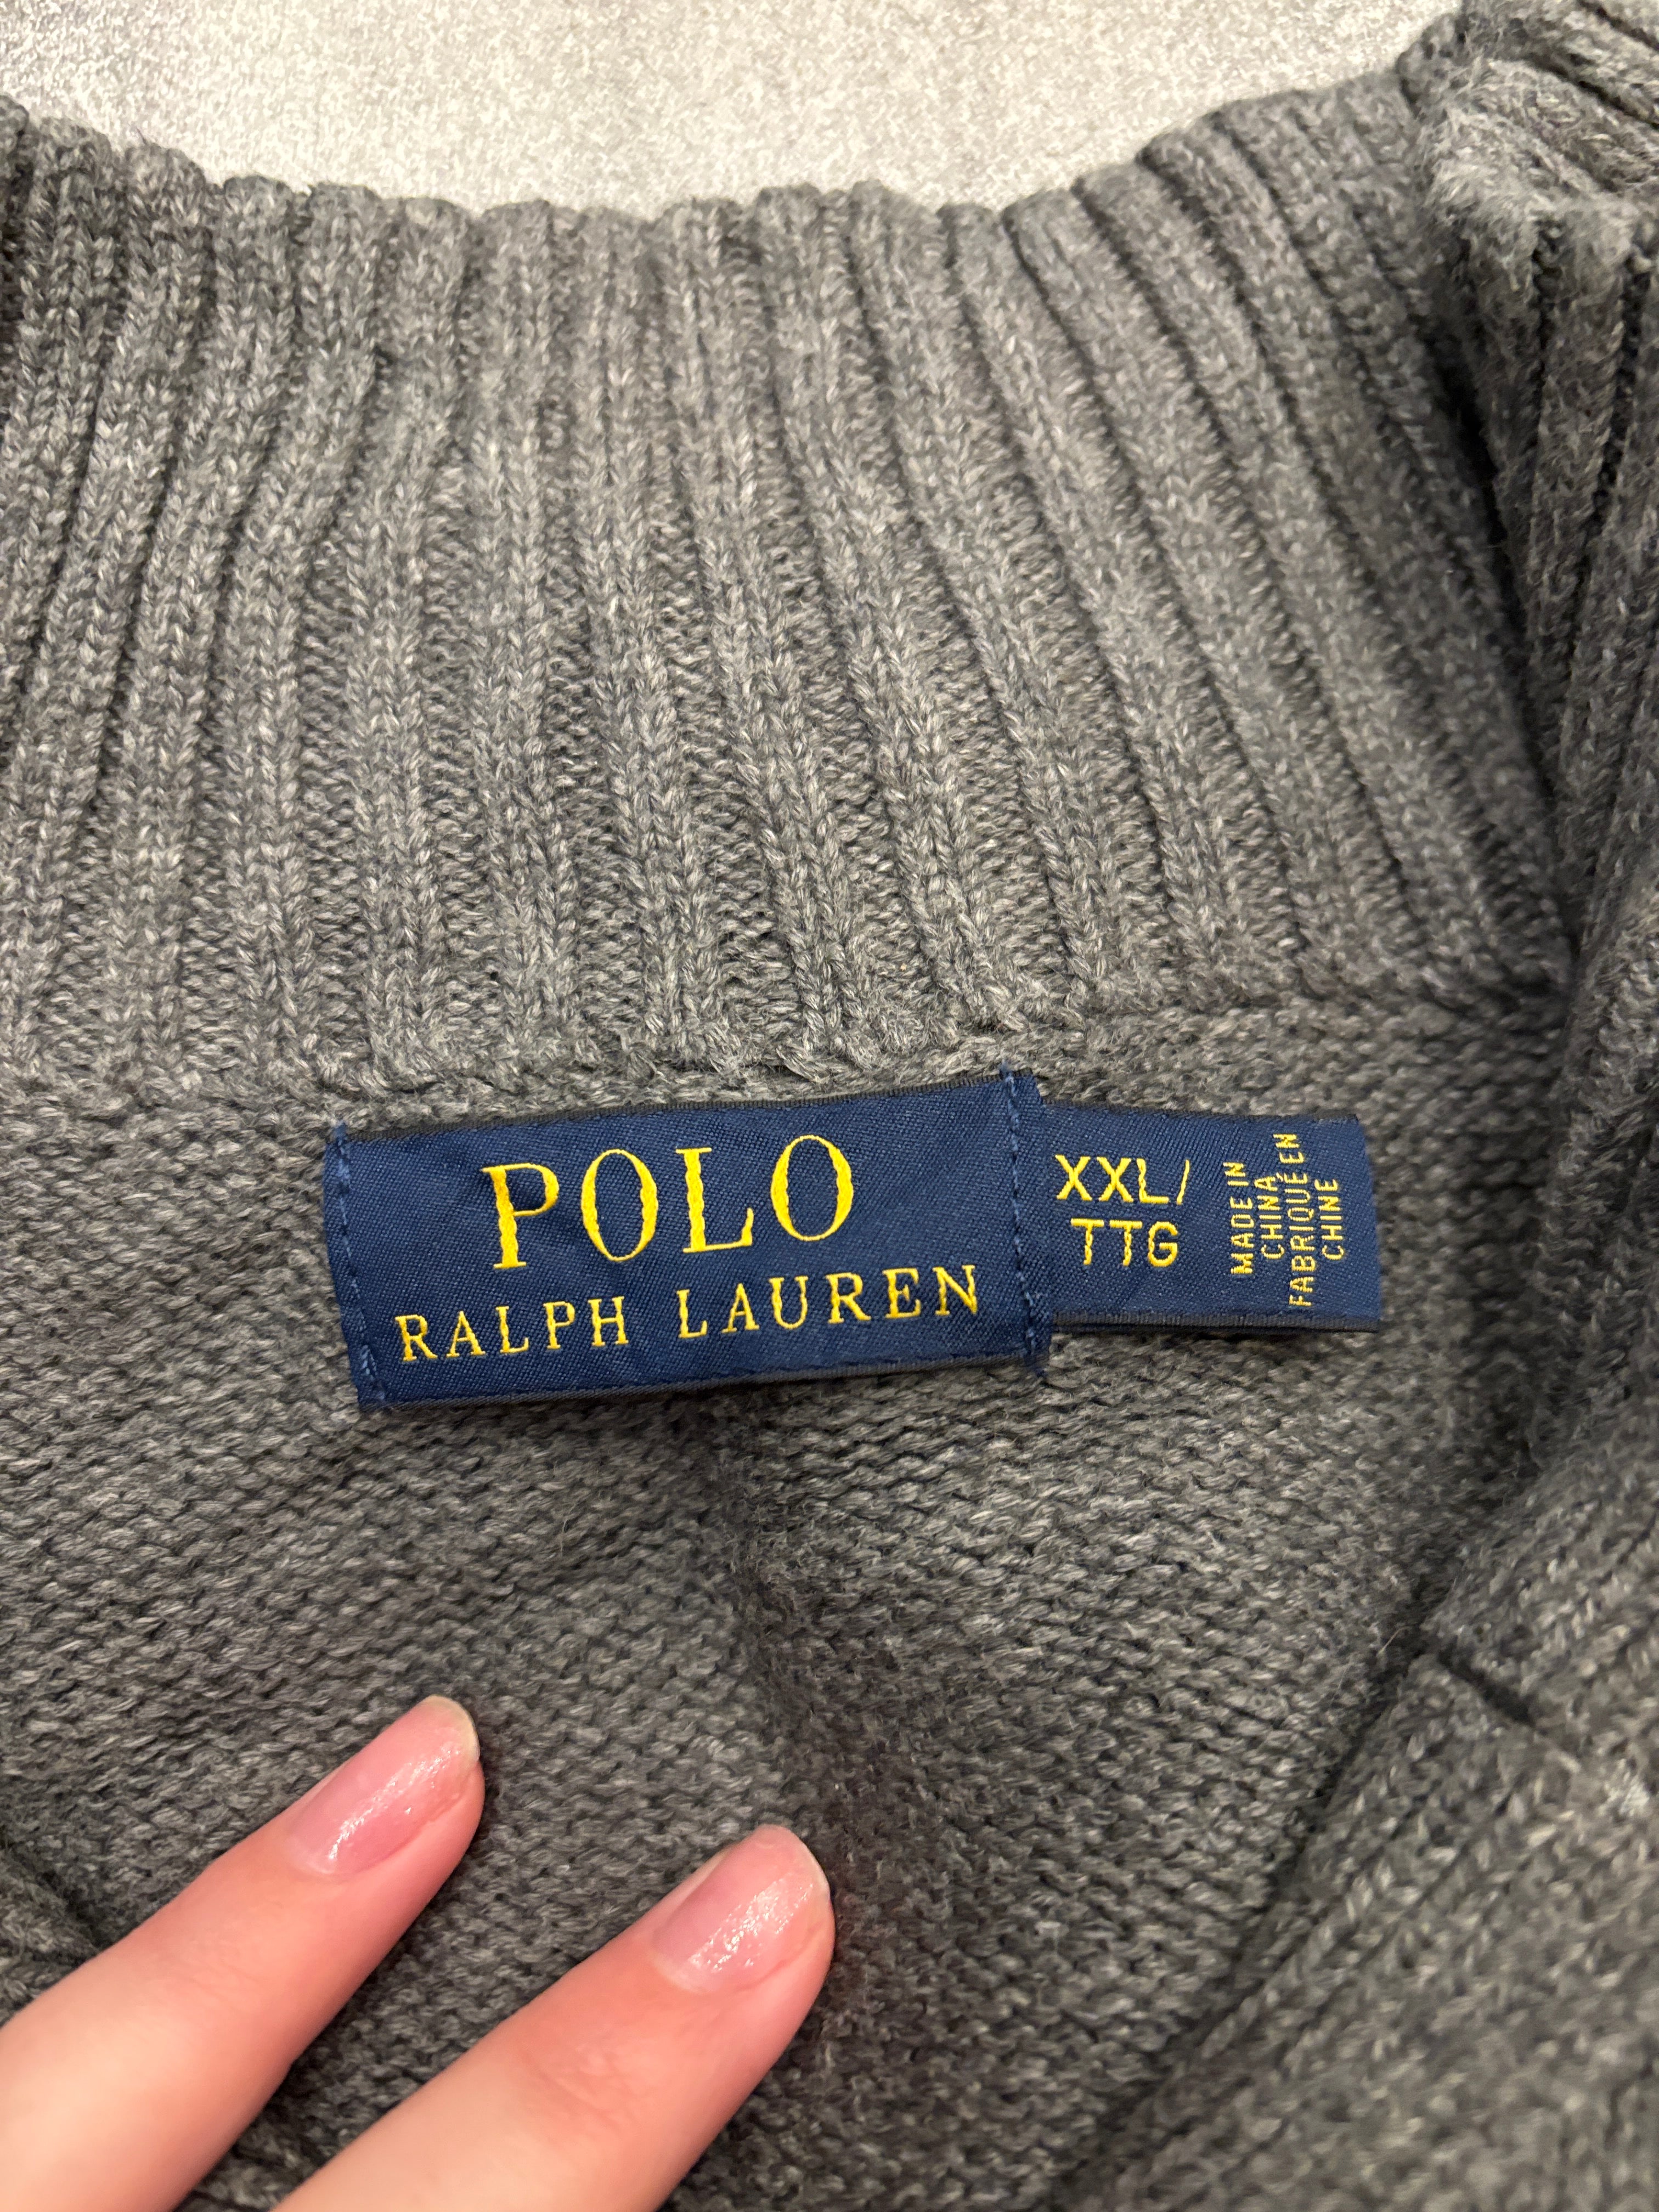 POLO
RALPH LAUREN
XXL/
TTG
MADE IN
CHINA
FABRIQUÉ EN
CHINE